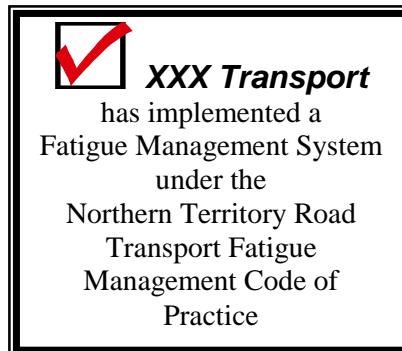 XXX Transport
has implemented a
Fatigue Management System
under the
Northern Territory Road
Transport Fatigue
Management Code of
Practice